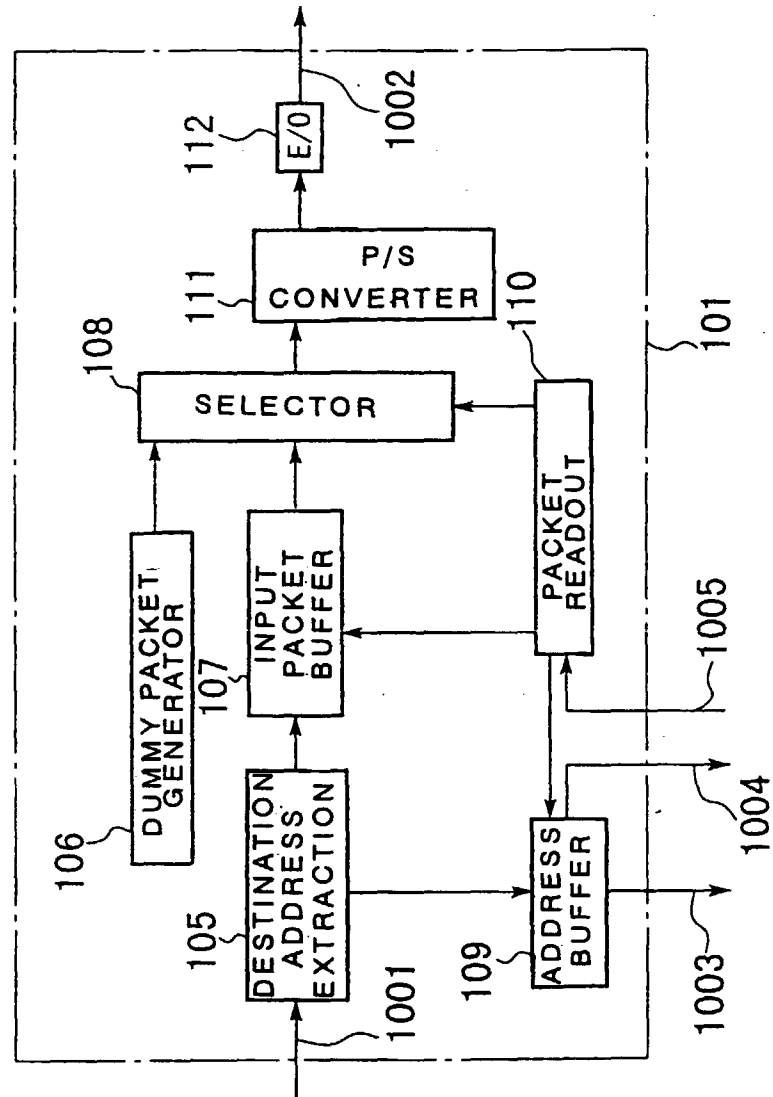 106
DUMMY PACKET
GENERATOR
108
SELECTOR
111
P/S
CONVERTER
112
E/O
1002
105
DESTINATION
ADDRESS
EXTRACTION
1001
107
INPUT
PACKET
BUFFER
109
ADDRESS
BUFFER
110
PACKET
READOUT
101
1003
1004
1005